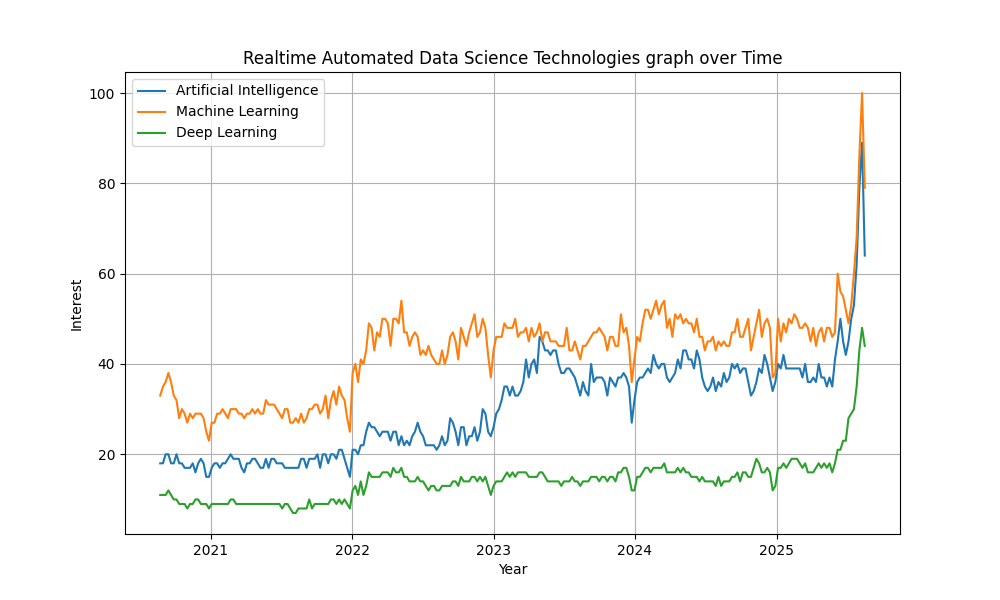 Realtime Automated Data Science Technologies graph over Time
Artificial Intelligence
Machine Learning
Deep Learning
100
80
60
40
20
Interest
2021 2022 2023 2024 2025
Year